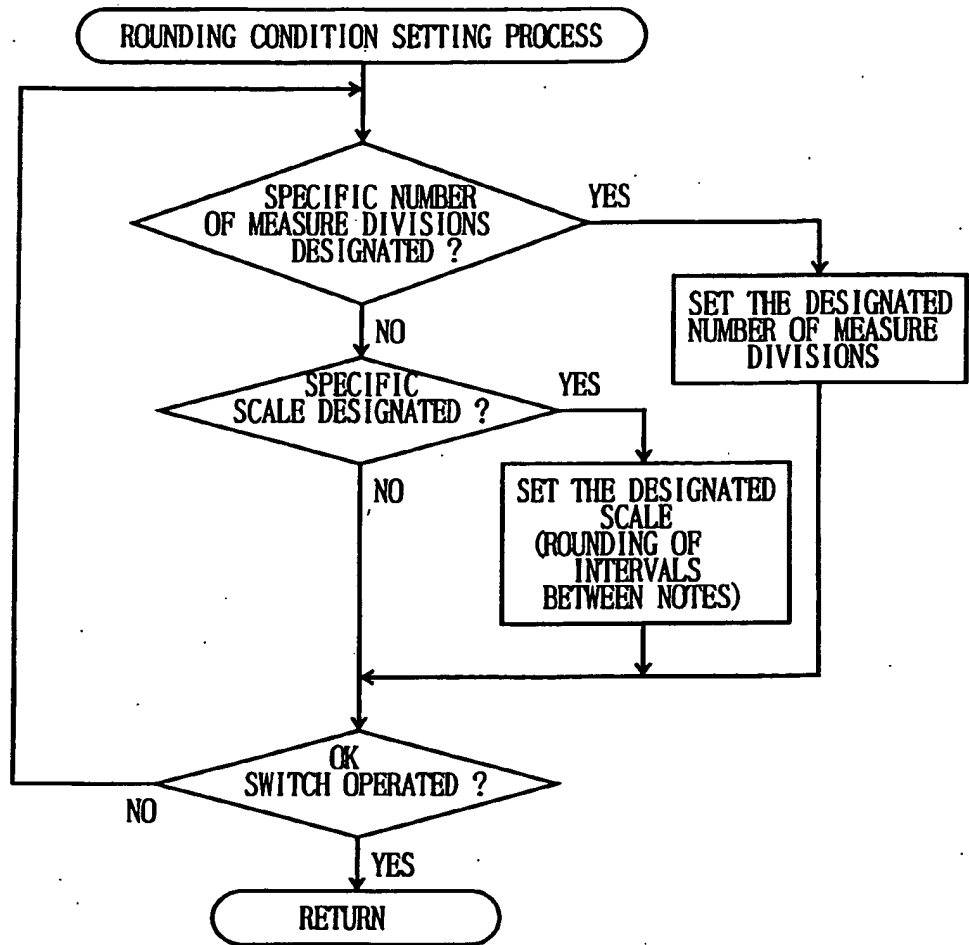 ROUNDING CONDITION SETTING PROCESS
SPECIFIC NUMBER
OF MEASURE DIVISIONS
DESIGNATED ?
YES
SET THE DESIGNATED
NUMBER OF MEASURE
DIVISIONS
NO
SPECIFIC
SCALE DESIGNATED ?
YES
SET THE DESIGNATED
SCALE
(ROUNDING OF
INTERVALS
BETWEEN NOTES)
NO
OK
SWITCH OPERATED ?
NO
YES
RETURN